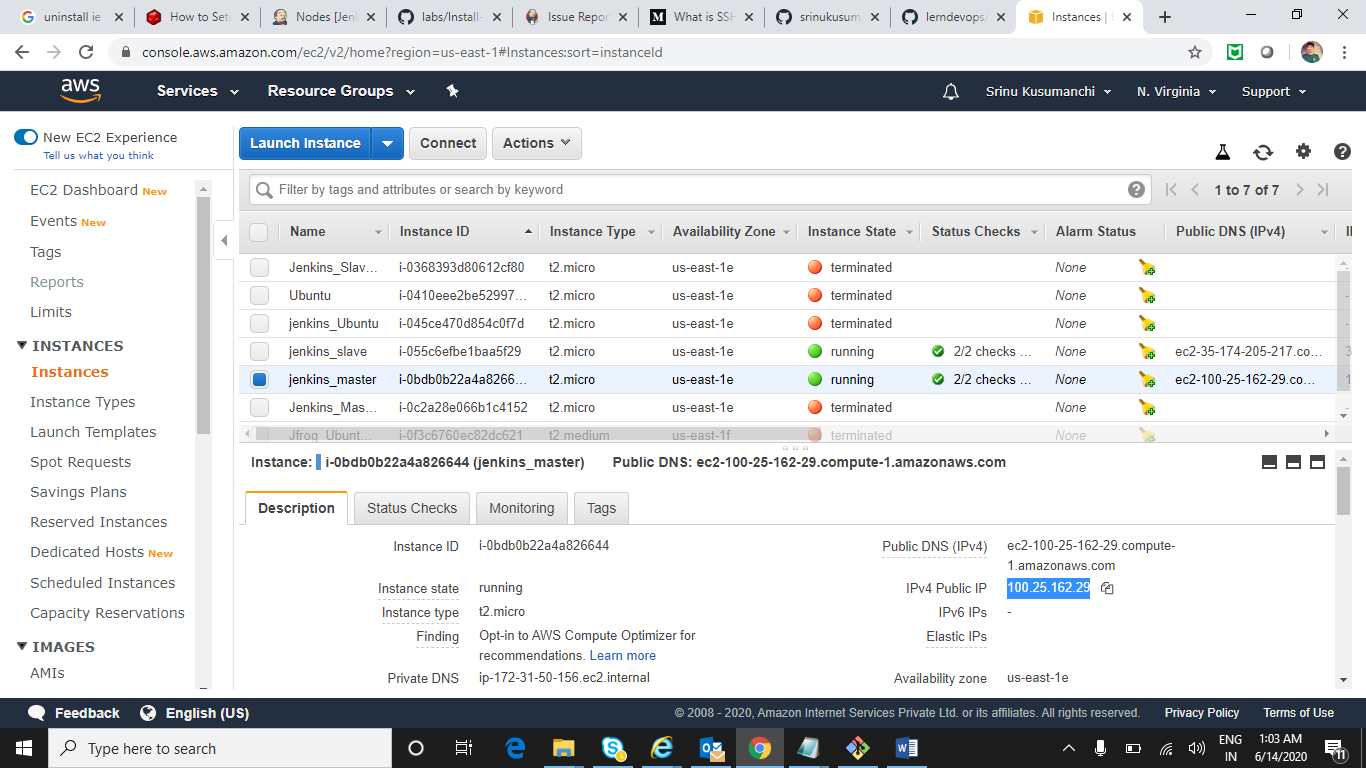 uninstall ie
How to Setu
Nodes [Jenk
labs/Install-
Issue Repor
What is SSH
srinukusum
lerndevops/
Instances | E
console.aws.amazon.com/ec2/v2/home?region=us-east-1#Instances:sort=instanceId
aws Services Resource Groups Srinu Kusumanchi N. Virginia Support
New EC2 Experience
Tell us what you think
EC2 Dashboard New
Events New
Tags
Reports
Limits
INSTANCES
Instances
Instance Types
Launch Templates
Spot Requests
Savings Plans
Reserved Instances
Dedicated Hosts New
Scheduled Instances
Capacity Reservations
IMAGES
AMIs
Launch Instance Connect Actions
Filter by tags and attributes or search by keyword 1 to 7 of 7
Name Instance ID Instance Type Availability Zone Instance State Status Checks Alarm Status Public DNS (IPv4)
Jenkins_Slav... i-0368393d80612cf80 t2.micro us-east-1e terminated None
Ubuntu i-0410eee2be52997... t2.micro us-east-1e terminated None -
jenkins_Ubuntu i-045ce470d854c0f7d t2.micro us-east-1e terminated None -
jenkins_slave i-055c6efbe1baa5f29 t2.micro us-east-1e running 2/2 checks ... None ec2-35-174-205-217.co... 3
jenkins_master i-0bdb0b22a4a8266... t2.micro us-east-1e running 2/2 checks ... None ec2-100-25-162-29.co... 1
Jenkins_Mas... i-0c2a28e066b1c4152 t2.micro us-east-1e terminated None -
Jfrog_Ubunt... i-0f3c6760ec82dc621 t2.medium us-east-1f terminated None
Instance: i-0bdb0b22a4a826644 (jenkins_master) Public DNS: ec2-100-25-162-29.compute-1.amazonaws.com
Description Status Checks Monitoring Tags
Instance ID i-0bdb0b22a4a826644 Public DNS (IPv4) ec2-100-25-162-29.compute-
1.amazonaws.com
Instance state running IPv4 Public IP 100.25.162.29
Instance type t2.micro IPv6 IPs -
Finding Opt-in to AWS Compute Optimizer for Elastic IPs
recommendations. Learn more
Private DNS ip-172-31-50-156.ec2.internal Availability zone us-east-1e
Feedback English (US) © 2008 - 2020, Amazon Internet Services Private Ltd. or its affiliates. All rights reserved. Privacy Policy Terms of Use
Type here to search
ENG
IN
1:03 AM
6/14/2020
11